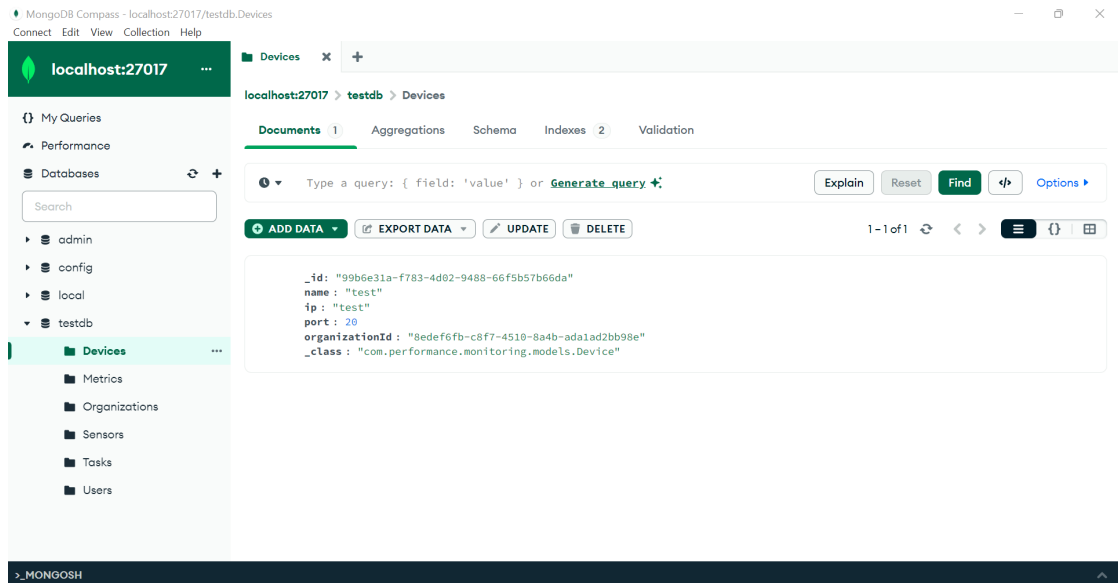 MongoDB Compass - localhost:27017/testdb.Devices
Connect Edit View Collection Help
localhost:27017 ...
{} My Queries
Performance
Databases
Search
admin
config
local
testdb
Devices ...
Metrics
Organizations
Sensors
Tasks
Users
Devices
localhost:27017 > testdb > Devices
Documents 1 Aggregations Schema Indexes 2 Validation
Type a query: { field: 'value' } or Generate query
Explain Reset Find </> Options
ADD DATA EXPORT DATA UPDATE DELETE 1 – 1 of 1 {}
_id: "99b6e31a-f783-4d02-9488-66f5b57b66da"
name : "test"
ip : "test"
port : 20
organizationId : "8edef6fb-c8f7-4510-8a4b-ada1ad2bb98e"
_class : "com.performance.monitoring.models.Device"
>_MONGOSH